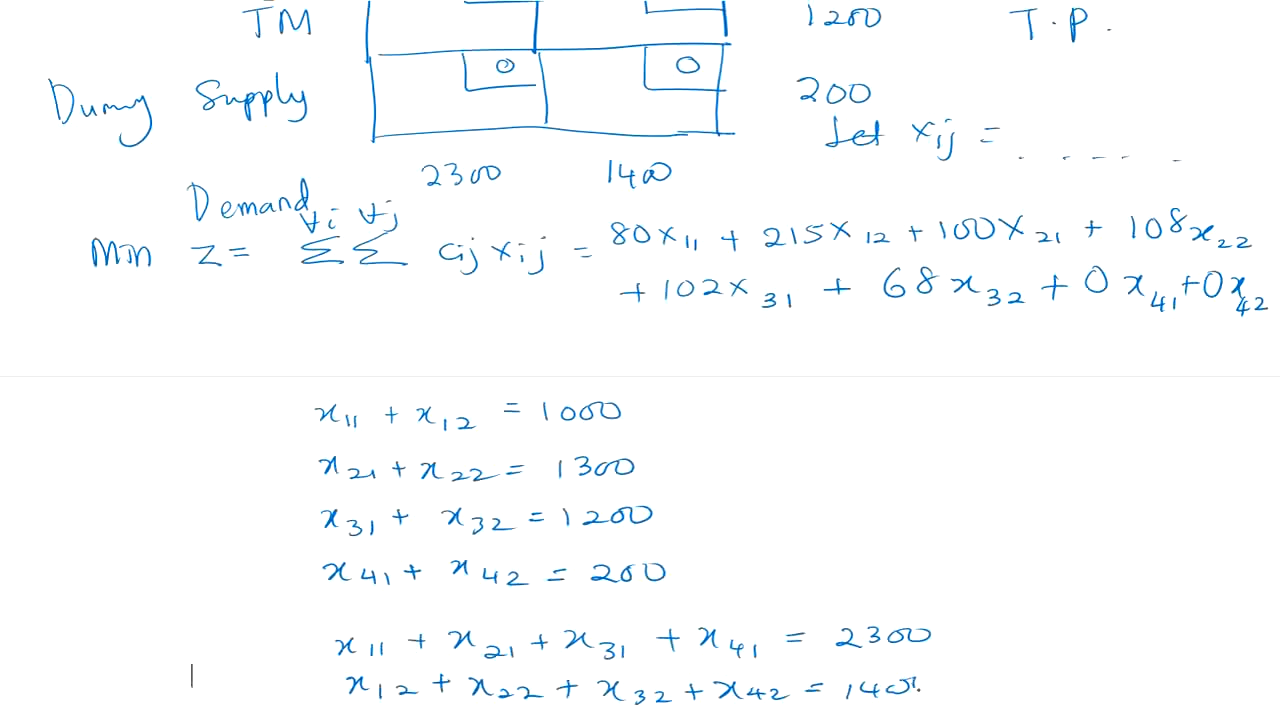 TM 1200 T.P.
0 0
Dumy Supply 200
Let xij = . - - - -
2300 1400
Demand
∀i ∀j
Min Z = ΣΣ cij xij = 80x11 + 215x12 + 100x21 + 108x22
+ 102x31 + 68x32 + 0x41 + 0x42
x11 + x12 = 1000
x21 + x22 = 1300
x31 + x32 = 1200
x41 + x42 = 200
x11 + x21 + x31 + x41 = 2300
x12 + x22 + x32 + x42 = 140